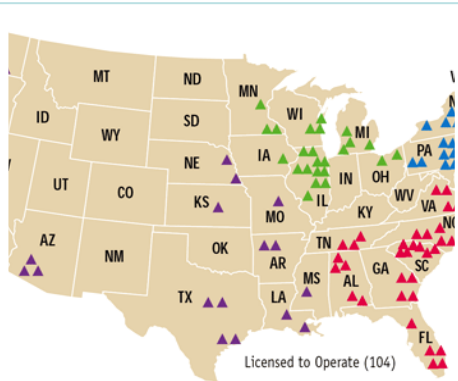 MT
ND
MN
ID
SD
WI
MI
WY
NE
IA
PA
UT
CO
KS
MO
IL
IN
OH
WV
VA
KY
AZ
NM
OK
AR
TN
NC
SC
TX
LA
MS
AL
GA
FL
Licensed to Operate (104)